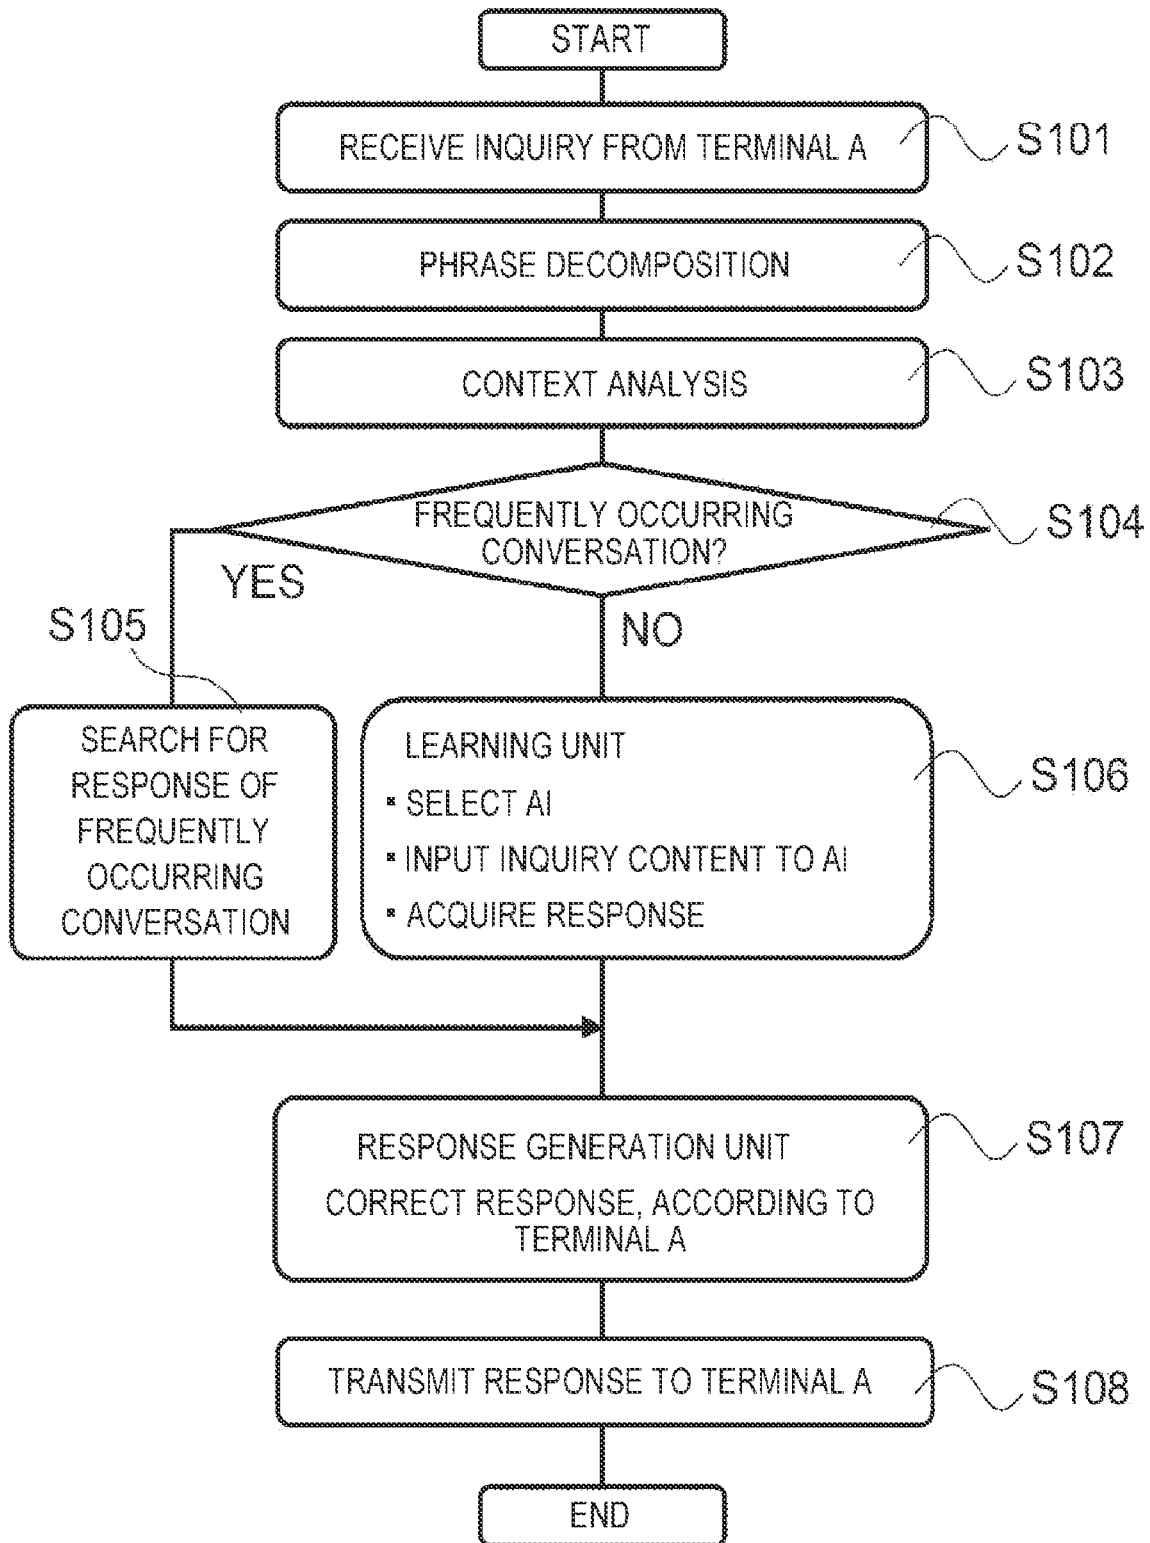 START
RECEIVE INQUIRY FROM TERMINAL A
S101
PHRASE DECOMPOSITION
S102
CONTEXT ANALYSIS
S103
FREQUENTLY OCCURRING
CONVERSATION?
S104
YES
NO
S105
SEARCH FOR
RESPONSE OF
FREQUENTLY
OCCURRING
CONVERSATION
LEARNING UNIT
▪ SELECT AI
▪ INPUT INQUIRY CONTENT TO AI
▪ ACQUIRE RESPONSE
S106
RESPONSE GENERATION UNIT
CORRECT RESPONSE, ACCORDING TO
TERMINAL A
S107
TRANSMIT RESPONSE TO TERMINAL A
S108
END